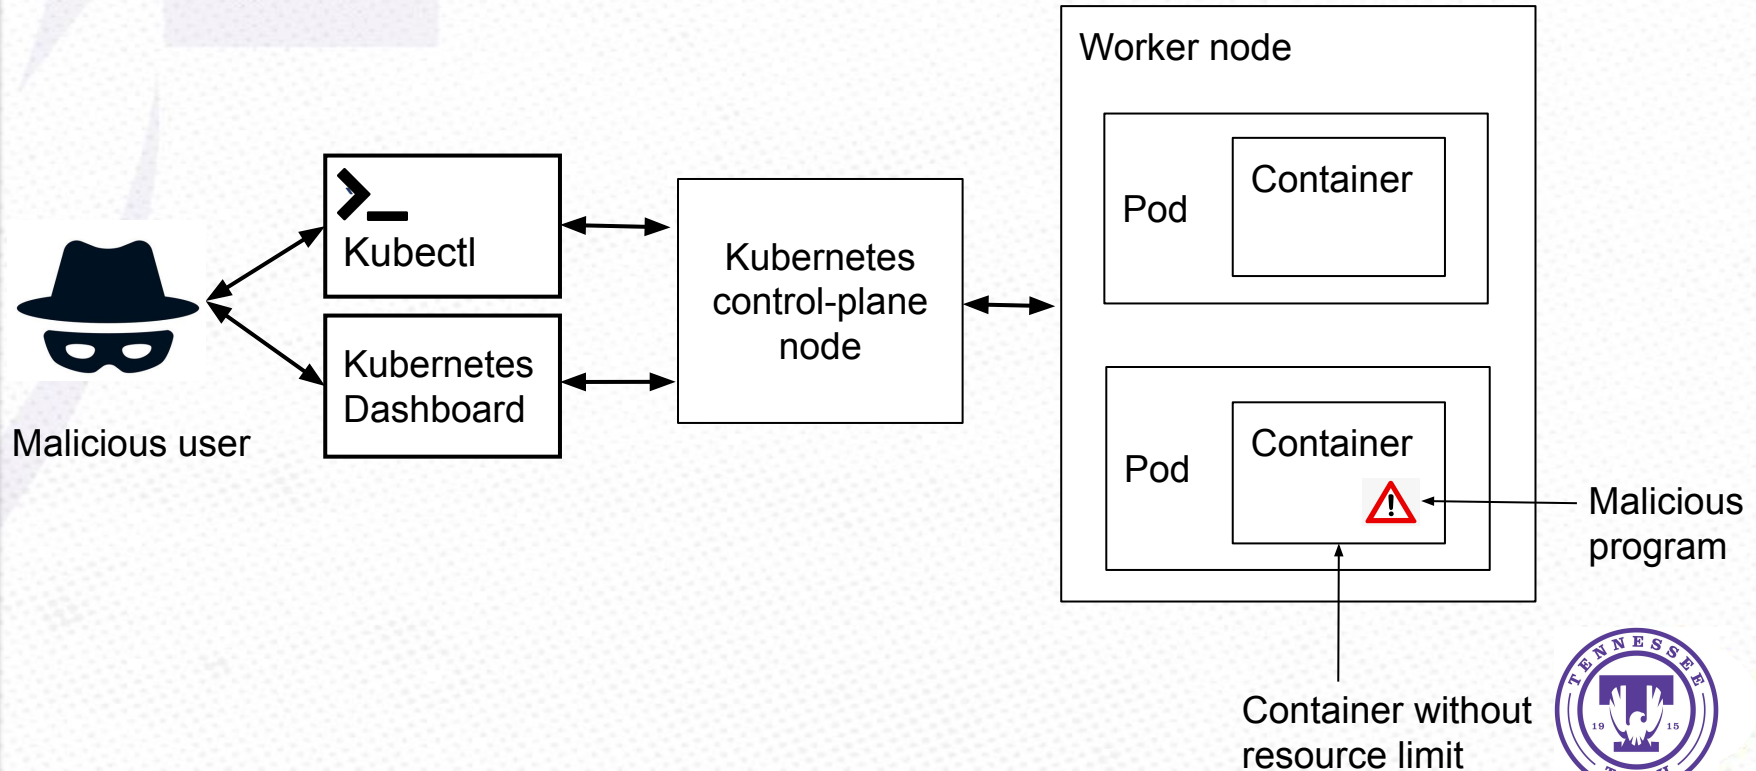 Worker node
Container
Pod
Kubectl
Kubernetes
control-plane
node
Kubernetes
Dashboard
Malicious user
Container
Pod
Malicious
program
Container without
resource limit
TENNESSEE
19 15